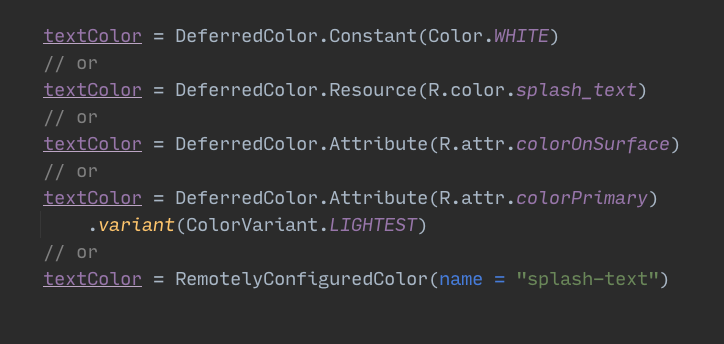 textColor = DeferredColor.Constant(Color.WHITE)
// or
textColor = DeferredColor.Resource(R.color.splash_text)
// or
textColor = DeferredColor.Attribute(R.attr.colorOnSurface)
// or
textColor = DeferredColor.Attribute(R.attr.colorPrimary)
    .variant(ColorVariant.LIGHTEST)
// or
textColor = RemotelyConfiguredColor(name = "splash-text")